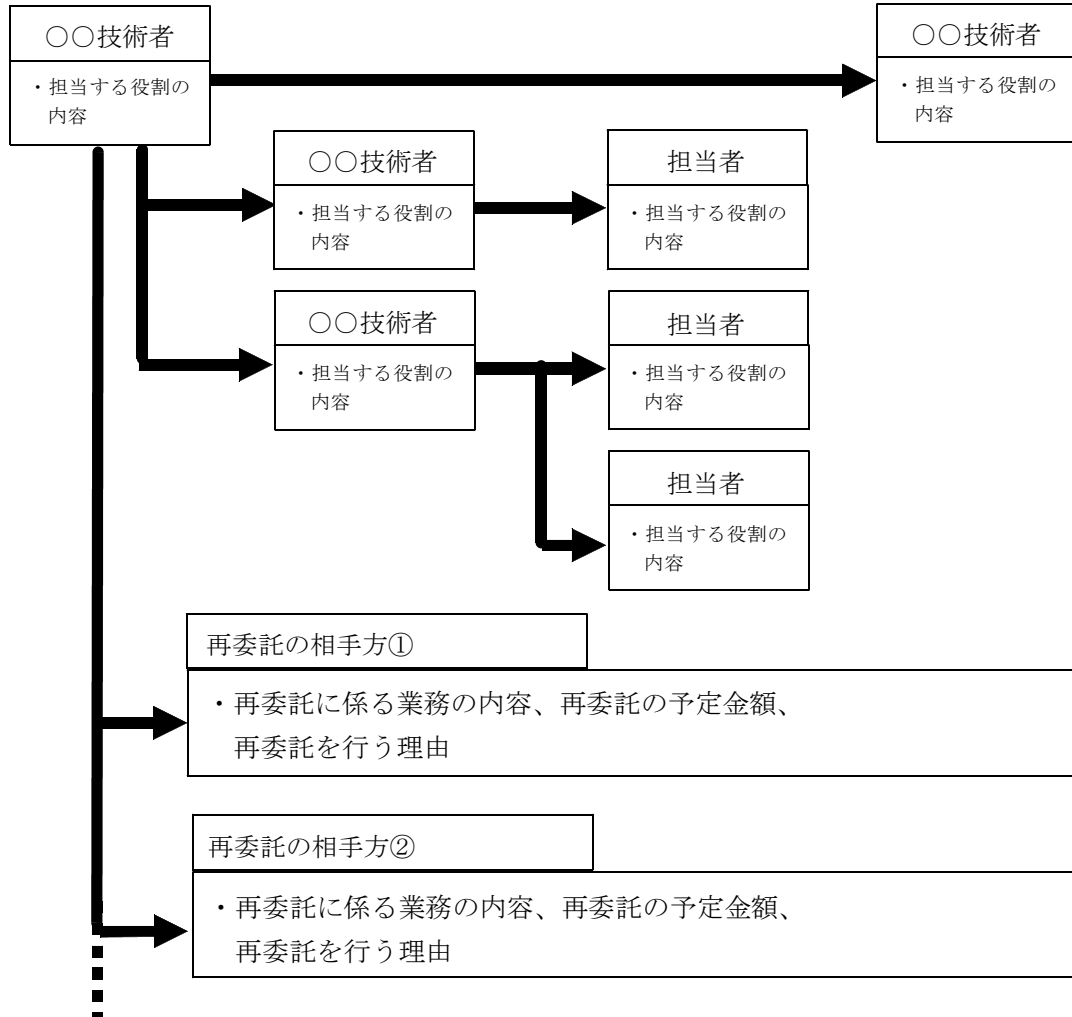 〇〇技術者
・担当する役割の
内容
〇〇技術者
・担当する役割の
内容
〇〇技術者
・担当する役割の
内容
担当者
・担当する役割の
内容
〇〇技術者
・担当する役割の
内容
担当者
・担当する役割の
内容
担当者
・担当する役割の
内容
再委託の相手方①
・再委託に係る業務の内容、再委託の予定金額、
再委託を行う理由
再委託の相手方②
・再委託に係る業務の内容、再委託の予定金額、
再委託を行う理由